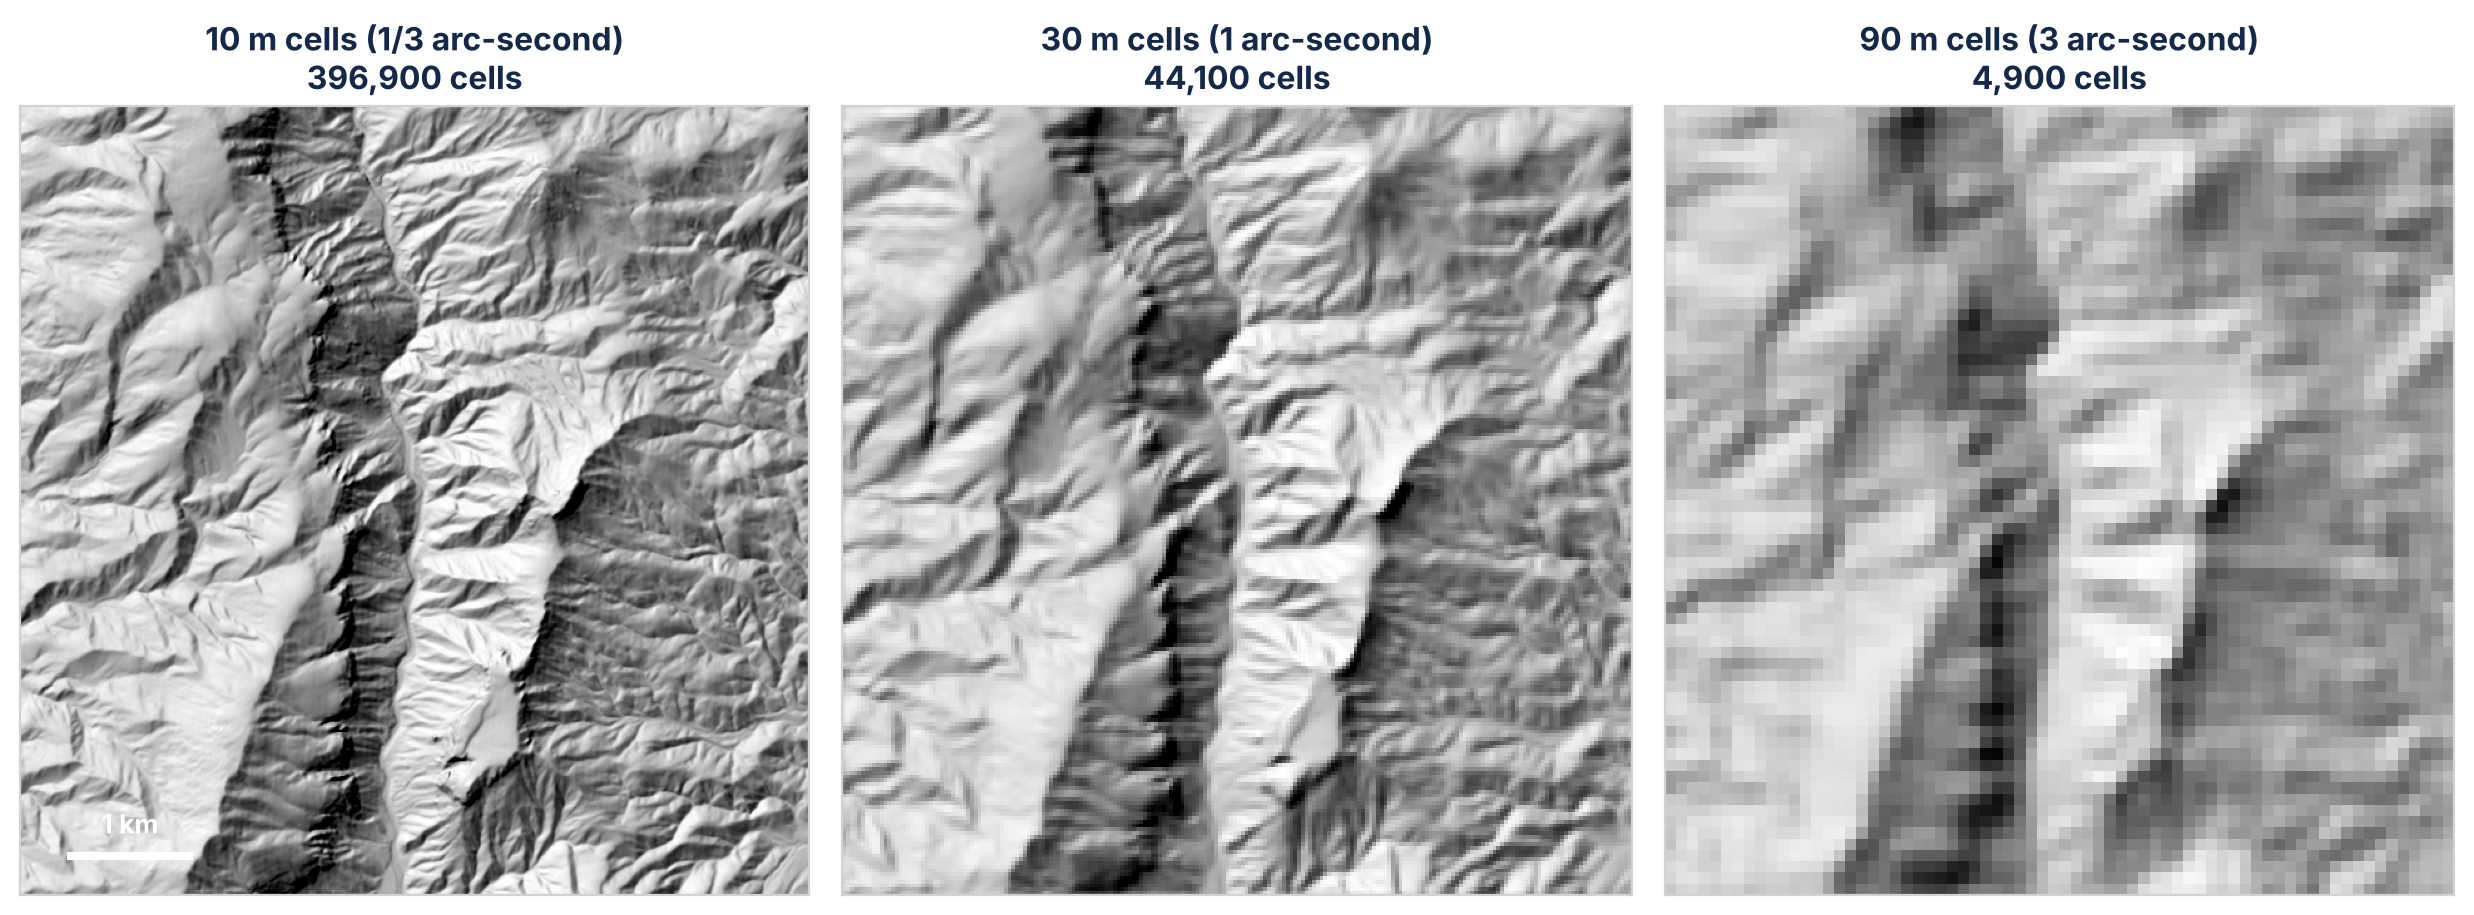 10 m cells (1/3 arc-second)
396,900 cells
30 m cells (1 arc-second)
44,100 cells
90 m cells (3 arc-second)
4,900 cells
1 km